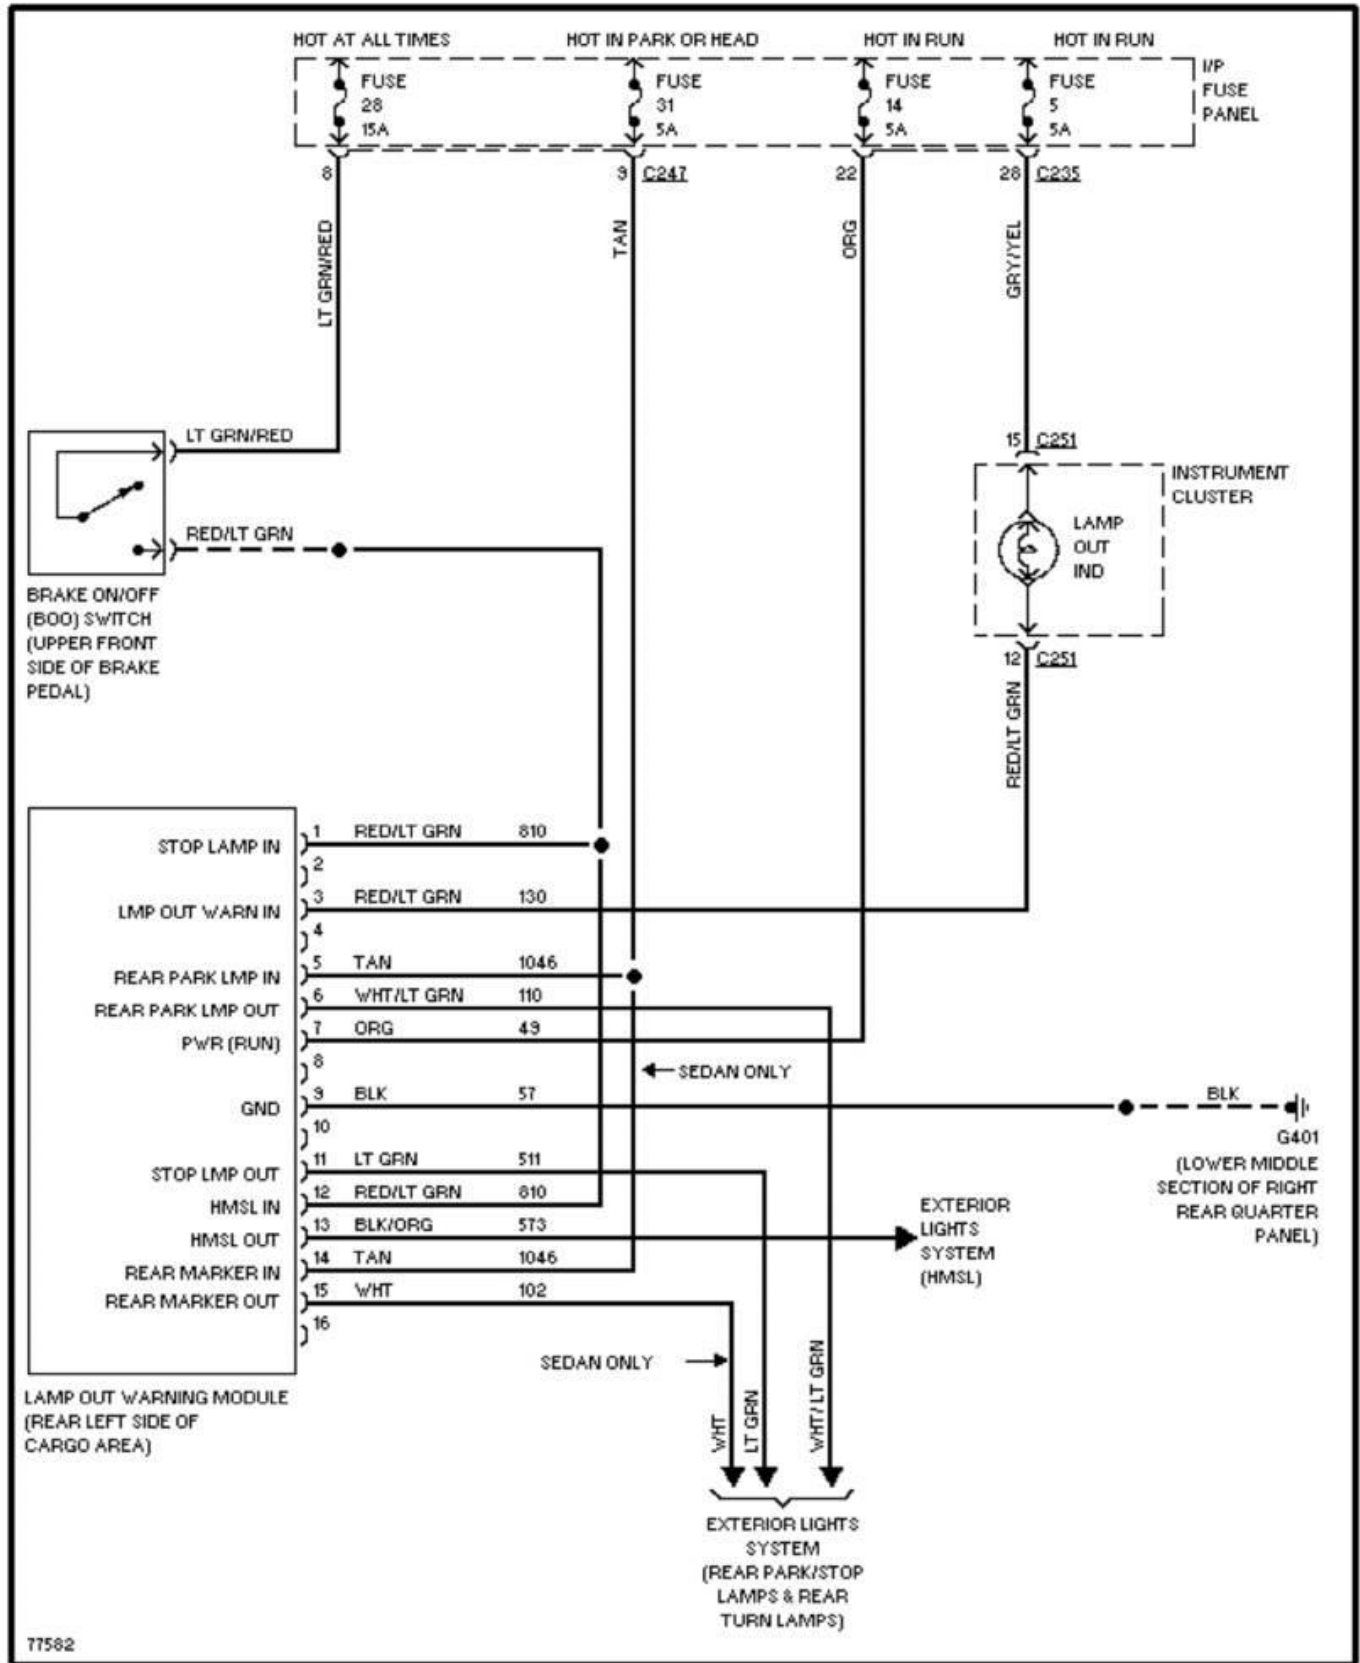 HOT AT ALL TIMES
HOT IN PARK OR HEAD
HOT IN RUN
HOT IN RUN
FUSE
28
15A
FUSE
31
5A
FUSE
14
5A
FUSE
5
5A
I/P
FUSE
PANEL
8
9
C247
22
28
C235
LT GRN/RED
TAN
ORG
GRY/YEL
LT GRN/RED
RED/LT GRN
BRAKE ON/OFF
(BOO) SWITCH
(UPPER FRONT
SIDE OF BRAKE
PEDAL)
15
C251
INSTRUMENT
CLUSTER
LAMP
OUT
IND
12
C251
RED/LT GRN
STOP LAMP IN
1
RED/LT GRN
810
2
LMP OUT WARN IN
3
RED/LT GRN
130
4
REAR PARK LMP IN
5
TAN
1046
REAR PARK LMP OUT
6
WHT/LT GRN
110
PWR (RUN)
7
ORG
49
8
SEDAN ONLY
GND
9
BLK
57
BLK
G401
(LOWER MIDDLE
SECTION OF RIGHT
REAR QUARTER
PANEL)
10
STOP LMP OUT
11
LT GRN
511
HMSL IN
12
RED/LT GRN
810
HMSL OUT
13
BLK/ORG
573
EXTERIOR
LIGHTS
SYSTEM
(HMSL)
REAR MARKER IN
14
TAN
1046
REAR MARKER OUT
15
WHT
102
16
SEDAN ONLY
LAMP OUT WARNING MODULE
(REAR LEFT SIDE OF
CARGO AREA)
WHT
LT GRN
WHT/LT GRN
EXTERIOR LIGHTS
SYSTEM
(REAR PARK/STOP
LAMPS & REAR
TURN LAMPS)
77582